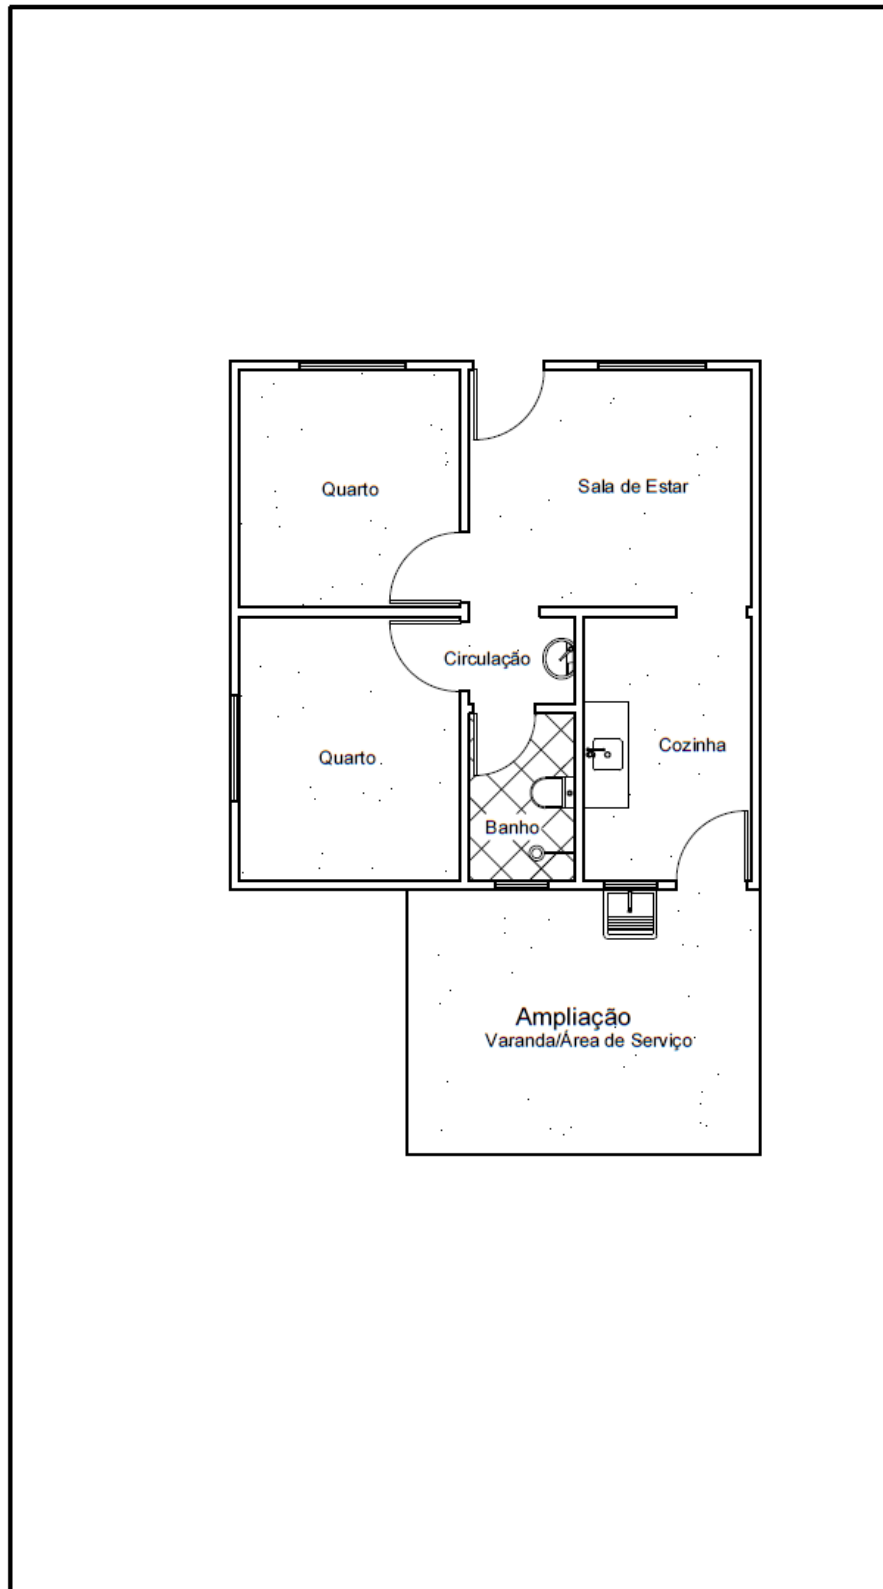 Quarto
Sala de Estar
Circulação
Quarto
Cozinha
Banho
Ampliação
Varanda/Área de Serviço